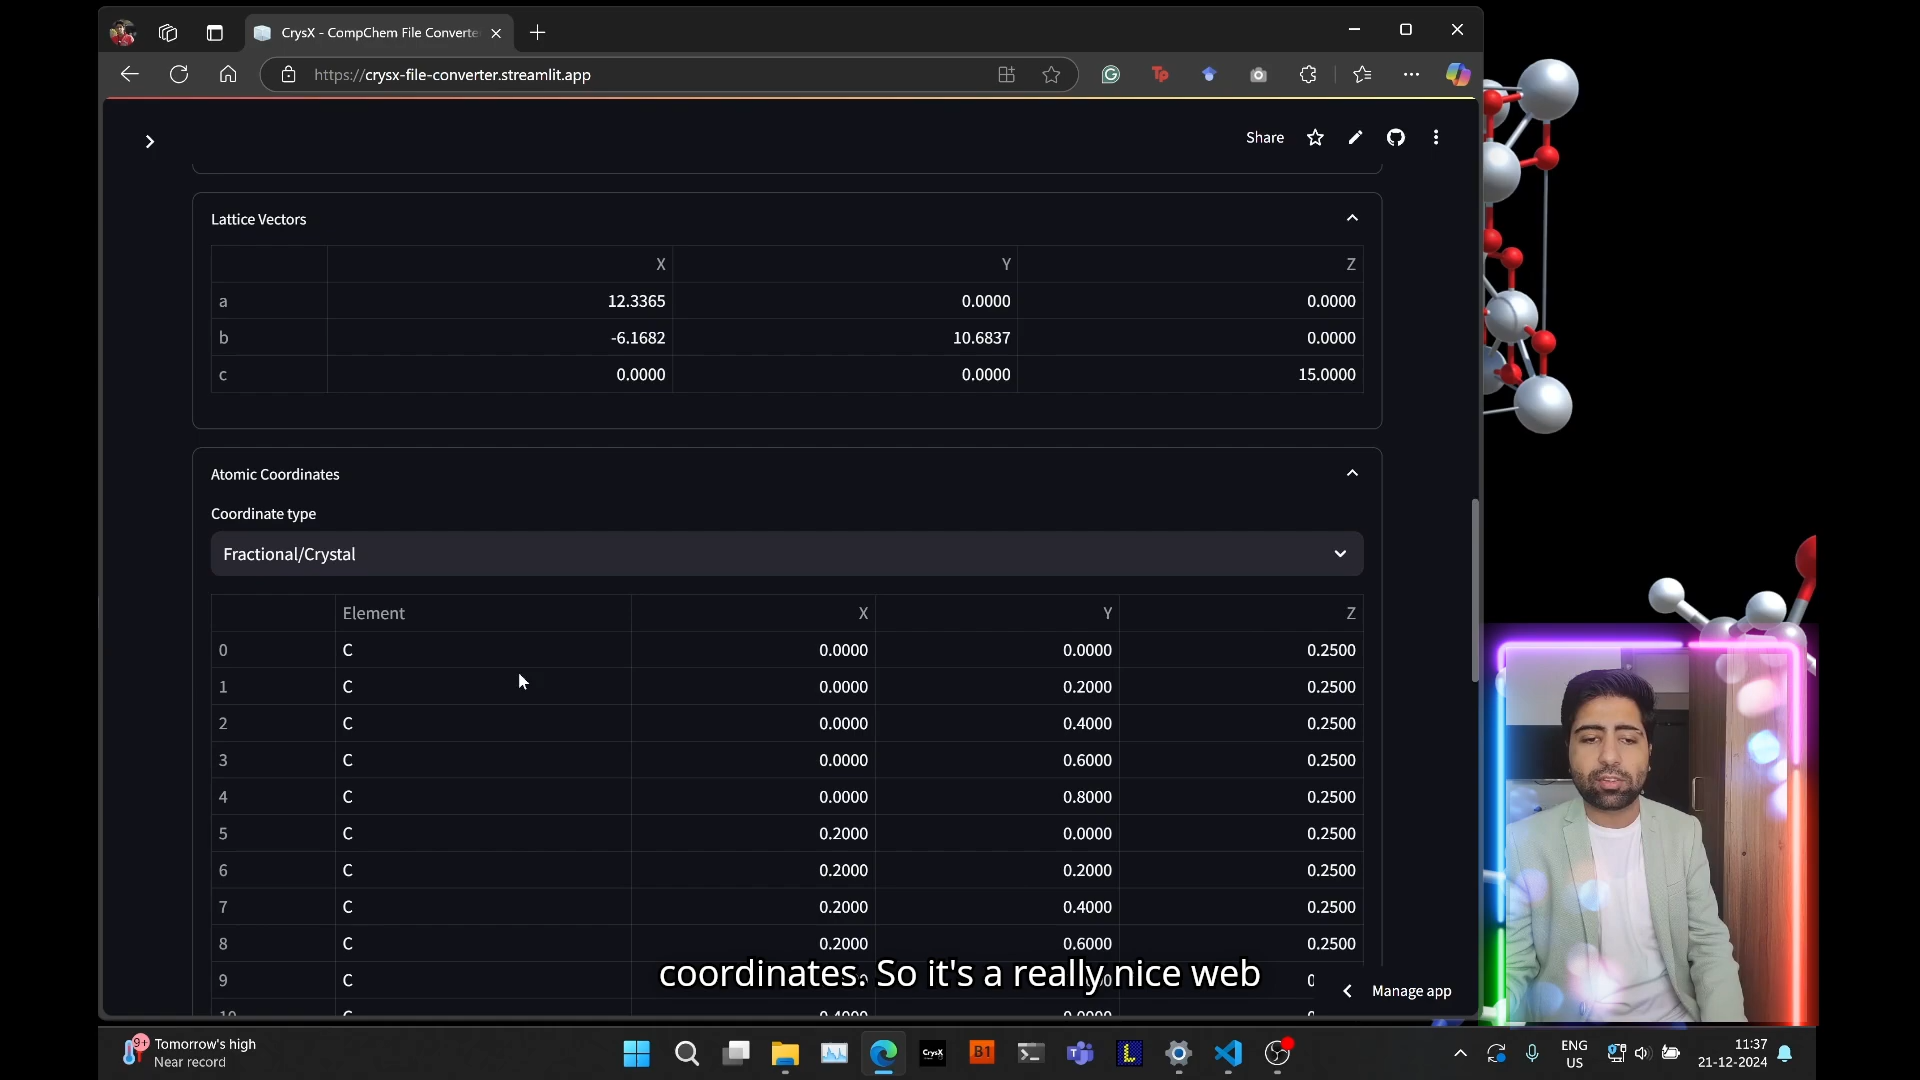 CrysX - CompChem File Converte
https://crysx-file-converter.streamlit.app
Share
Lattice Vectors
X Y Z
a 12.3365 0.0000 0.0000
b -6.1682 10.6837 0.0000
c 0.0000 0.0000 15.0000
Atomic Coordinates
Coordinate type
Fractional/Crystal
Element X Y Z
0 C 0.0000 0.0000 0.2500
1 C 0.0000 0.2000 0.2500
2 C 0.0000 0.4000 0.2500
3 C 0.0000 0.6000 0.2500
4 C 0.0000 0.8000 0.2500
5 C 0.2000 0.0000 0.2500
6 C 0.2000 0.2000 0.2500
7 C 0.2000 0.4000 0.2500
8 C 0.2000 0.6000 0.2500
9 C
coordinates. So it's a really nice web
Manage app
9+ Tomorrow's high
Near record
CrysX
B1
ENG
US
11:37
21-12-2024